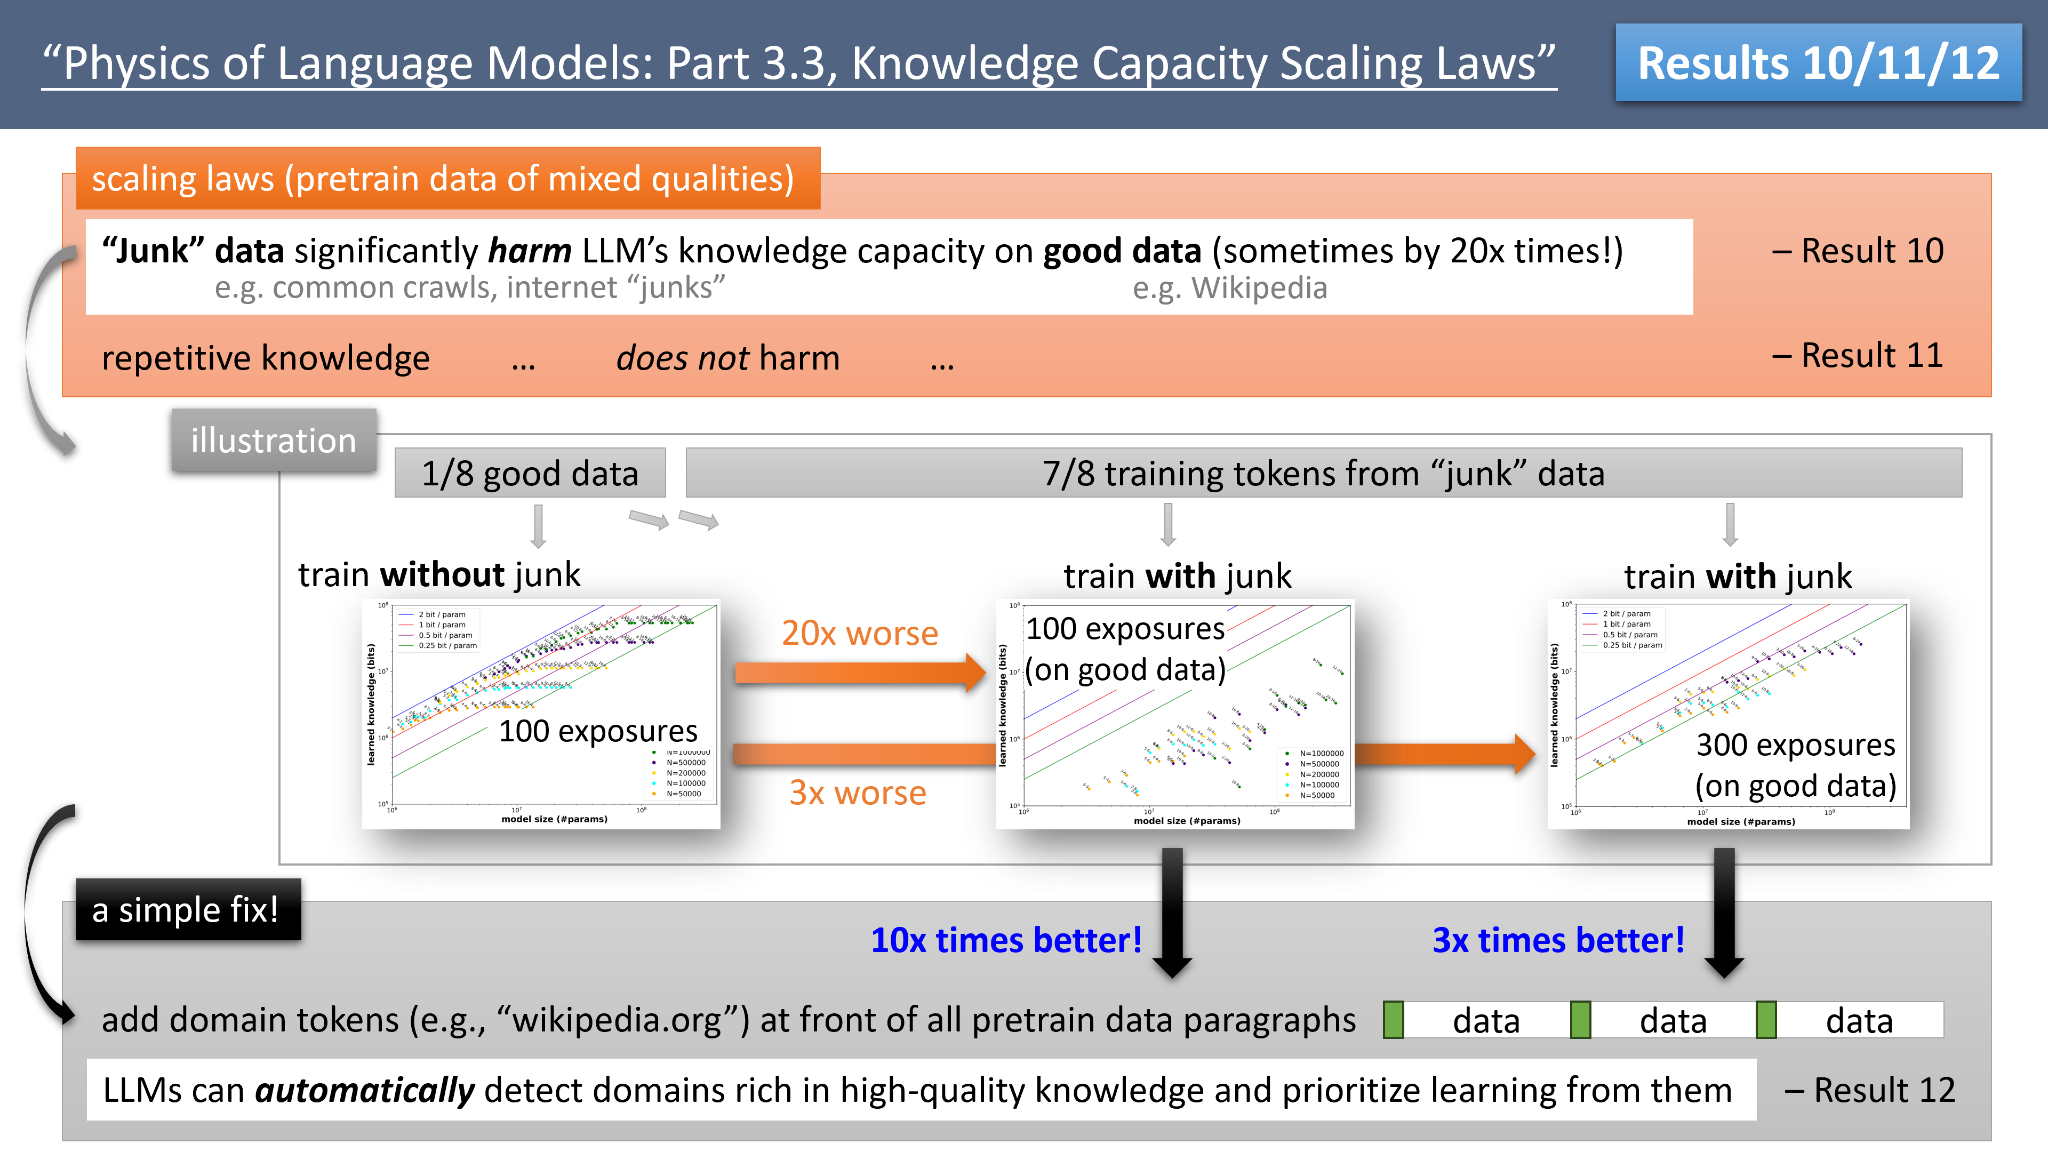 “Physics of Language Models: Part 3.3, Knowledge Capacity Scaling Laws”
Results 10/11/12
scaling laws (pretrain data of mixed qualities)
“Junk” data significantly harm LLM’s knowledge capacity on good data (sometimes by 20x times!)
– Result 10
e.g. common crawls, internet “junks”
e.g. Wikipedia
repetitive knowledge ... does not harm ...
– Result 11
illustration
1/8 good data
7/8 training tokens from “junk” data
train without junk
train with junk
train with junk
2 bit / param
1 bit / param
0.5 bit / param
0.25 bit / param
learned knowledge (bits)
100 exposures
N=1000000
N=500000
N=200000
N=100000
N=50000
model size (#params)
20x worse
3x worse
100 exposures
(on good data)
learned knowledge (bits)
N=1000000
N=500000
N=200000
N=100000
N=50000
model size (#params)
2 bit / param
1 bit / param
0.5 bit / param
0.25 bit / param
learned knowledge (bits)
300 exposures
(on good data)
model size (#params)
a simple fix!
10x times better!
3x times better!
add domain tokens (e.g., “wikipedia.org”) at front of all pretrain data paragraphs
data data data
LLMs can automatically detect domains rich in high-quality knowledge and prioritize learning from them
– Result 12